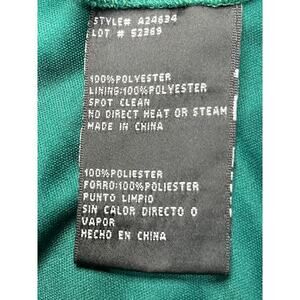 STYLE# A24634
LOT # 52369
100%POLYESTER
LINING:100%POLYESTER
SPOT CLEAN
NO DIRECT HEAT OR STEAM
MADE IN CHINA
100%POLIESTER
FORRO:100%POLIESTER
PUNTO LIMPIO
SIN CALOR DIRECTO O
VAPOR
HECHO EN CHINA